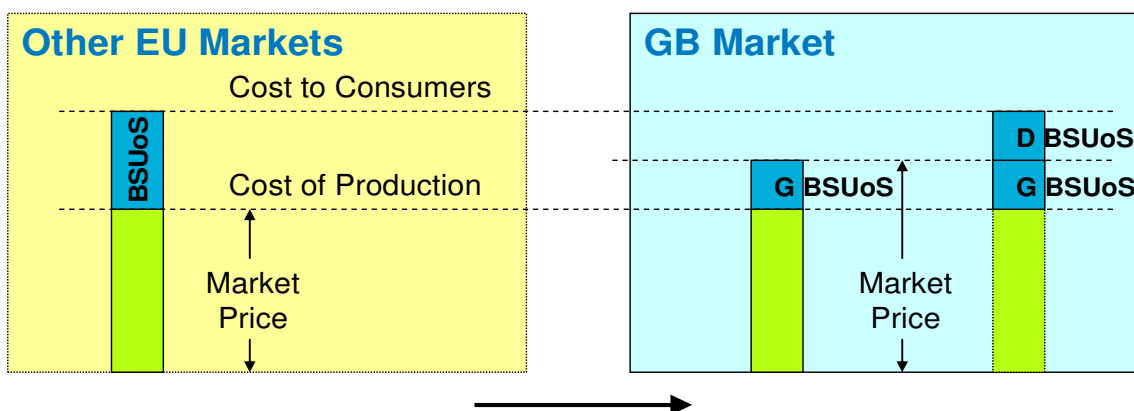 Other EU Markets
Cost to Consumers
BSUoS
Cost of Production
Market
Price
GB Market
D BSUoS
G BSUoS
G BSUoS
Market
Price